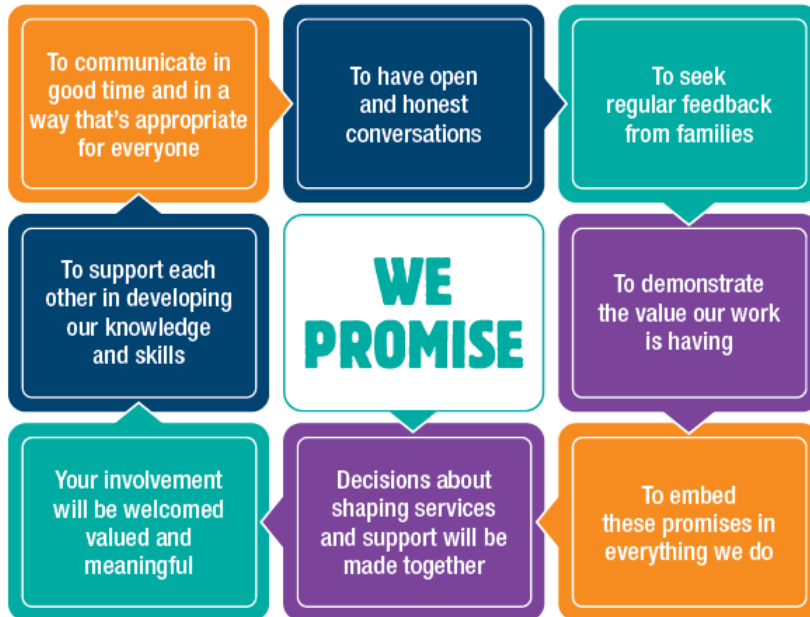 To communicate in
good time and in a
way that's appropriate
for everyone
To have open
and honest
conversations
To seek
regular feedback
from families
To support each
other in developing
our knowledge
and skills
WE
PROMISE
To demonstrate
the value our work
is having
Your involvement
will be welcomed
valued and
meaningful
Decisions about
shaping services
and support will be
made together
To embed
these promises in
everything we do